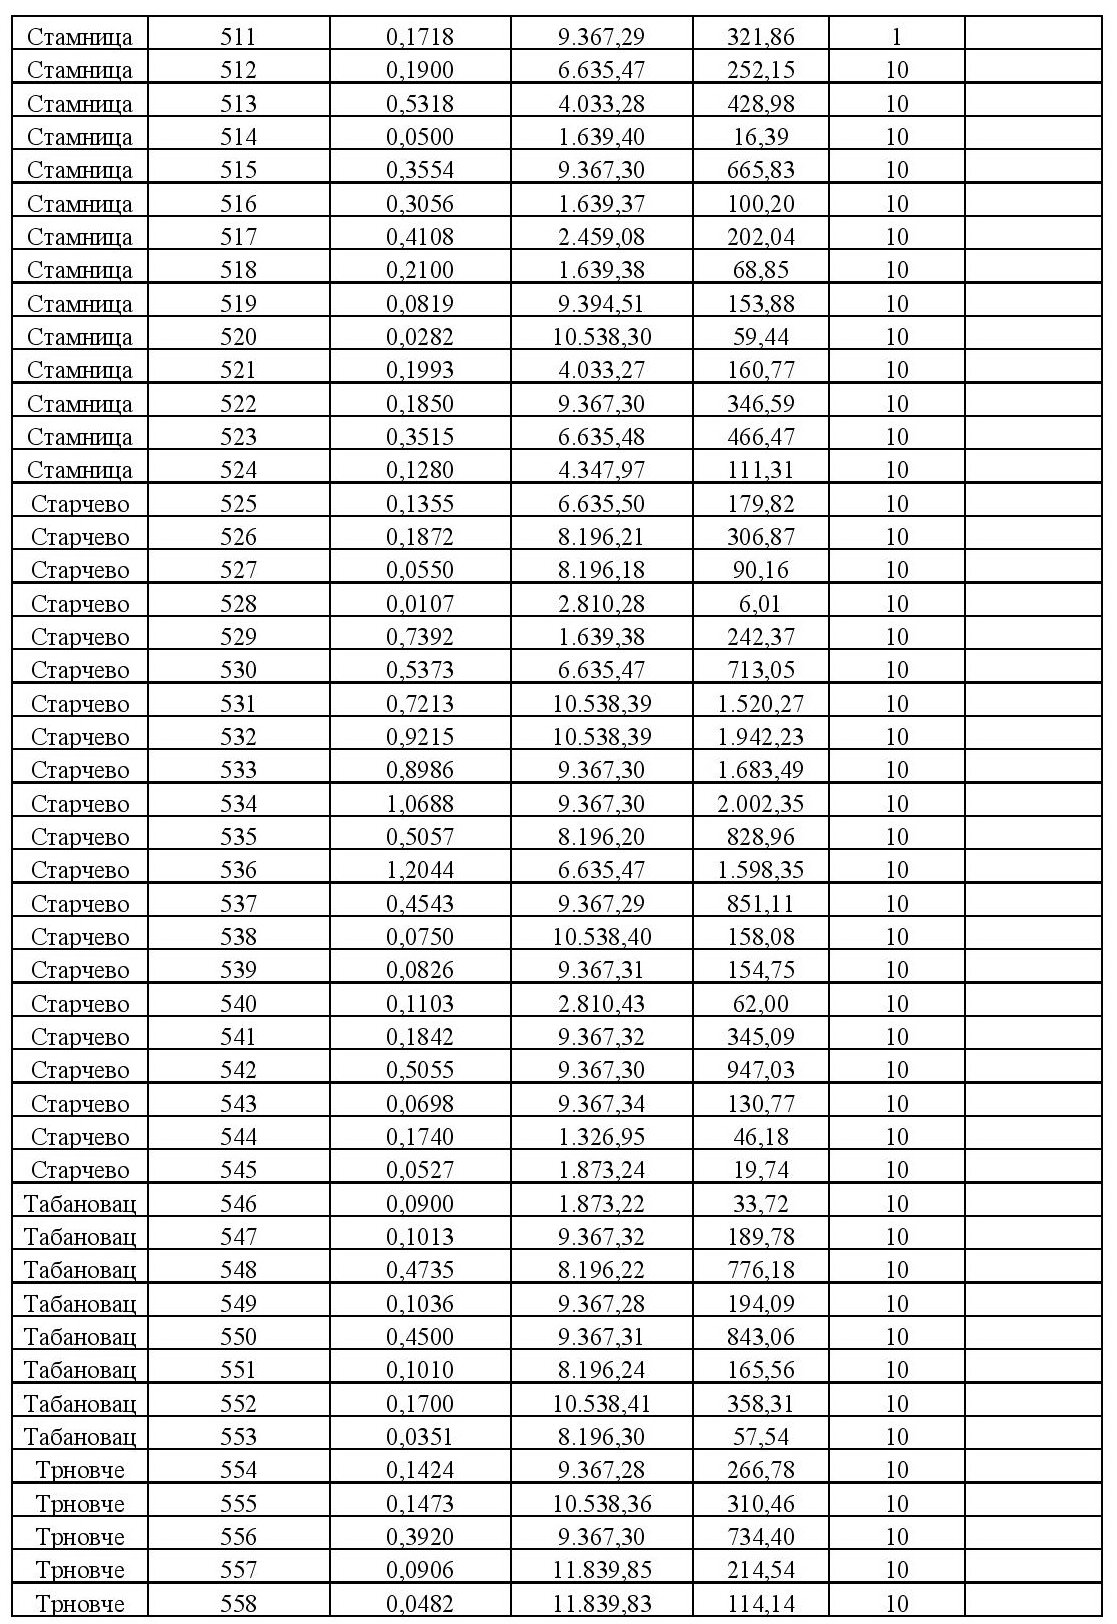 Стамница 511 0,1718 9.367,29 321,86 1
Стамница 512 0,1900 6.635,47 252,15 10
Стамница 513 0,5318 4.033,28 428,98 10
Стамница 514 0,0500 1.639,40 16,39 10
Стамница 515 0,3554 9.367,30 665,83 10
Стамница 516 0,3056 1.639,37 100,20 10
Стамница 517 0,4108 2.459,08 202,04 10
Стамница 518 0,2100 1.639,38 68,85 10
Стамница 519 0,0819 9.394,51 153,88 10
Стамница 520 0,0282 10.538,30 59,44 10
Стамница 521 0,1993 4.033,27 160,77 10
Стамница 522 0,1850 9.367,30 346,59 10
Стамница 523 0,3515 6.635,48 466,47 10
Стамница 524 0,1280 4.347,97 111,31 10
Старчево 525 0,1355 6.635,50 179,82 10
Старчево 526 0,1872 8.196,21 306,87 10
Старчево 527 0,0550 8.196,18 90,16 10
Старчево 528 0,0107 2.810,28 6,01 10
Старчево 529 0,7392 1.639,38 242,37 10
Старчево 530 0,5373 6.635,47 713,05 10
Старчево 531 0,7213 10.538,39 1.520,27 10
Старчево 532 0,9215 10.538,39 1.942,23 10
Старчево 533 0,8986 9.367,30 1.683,49 10
Старчево 534 1,0688 9.367,30 2.002,35 10
Старчево 535 0,5057 8.196,20 828,96 10
Старчево 536 1,2044 6.635,47 1.598,35 10
Старчево 537 0,4543 9.367,29 851,11 10
Старчево 538 0,0750 10.538,40 158,08 10
Старчево 539 0,0826 9.367,31 154,75 10
Старчево 540 0,1103 2.810,43 62,00 10
Старчево 541 0,1842 9.367,32 345,09 10
Старчево 542 0,5055 9.367,30 947,03 10
Старчево 543 0,0698 9.367,34 130,77 10
Старчево 544 0,1740 1.326,95 46,18 10
Старчево 545 0,0527 1.873,24 19,74 10
Табановац 546 0,0900 1.873,22 33,72 10
Табановац 547 0,1013 9.367,32 189,78 10
Табановац 548 0,4735 8.196,22 776,18 10
Табановац 549 0,1036 9.367,28 194,09 10
Табановац 550 0,4500 9.367,31 843,06 10
Табановац 551 0,1010 8.196,24 165,56 10
Табановац 552 0,1700 10.538,41 358,31 10
Табановац 553 0,0351 8.196,30 57,54 10
Трновче 554 0,1424 9.367,28 266,78 10
Трновче 555 0,1473 10.538,36 310,46 10
Трновче 556 0,3920 9.367,30 734,40 10
Трновче 557 0,0906 11.839,85 214,54 10
Трновче 558 0,0482 11.839,83 114,14 10